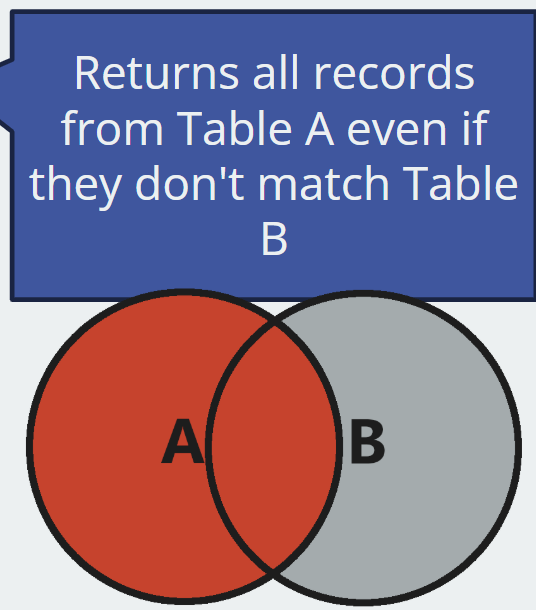 Returns all records
from Table A even if
they don't match Table
B
A B